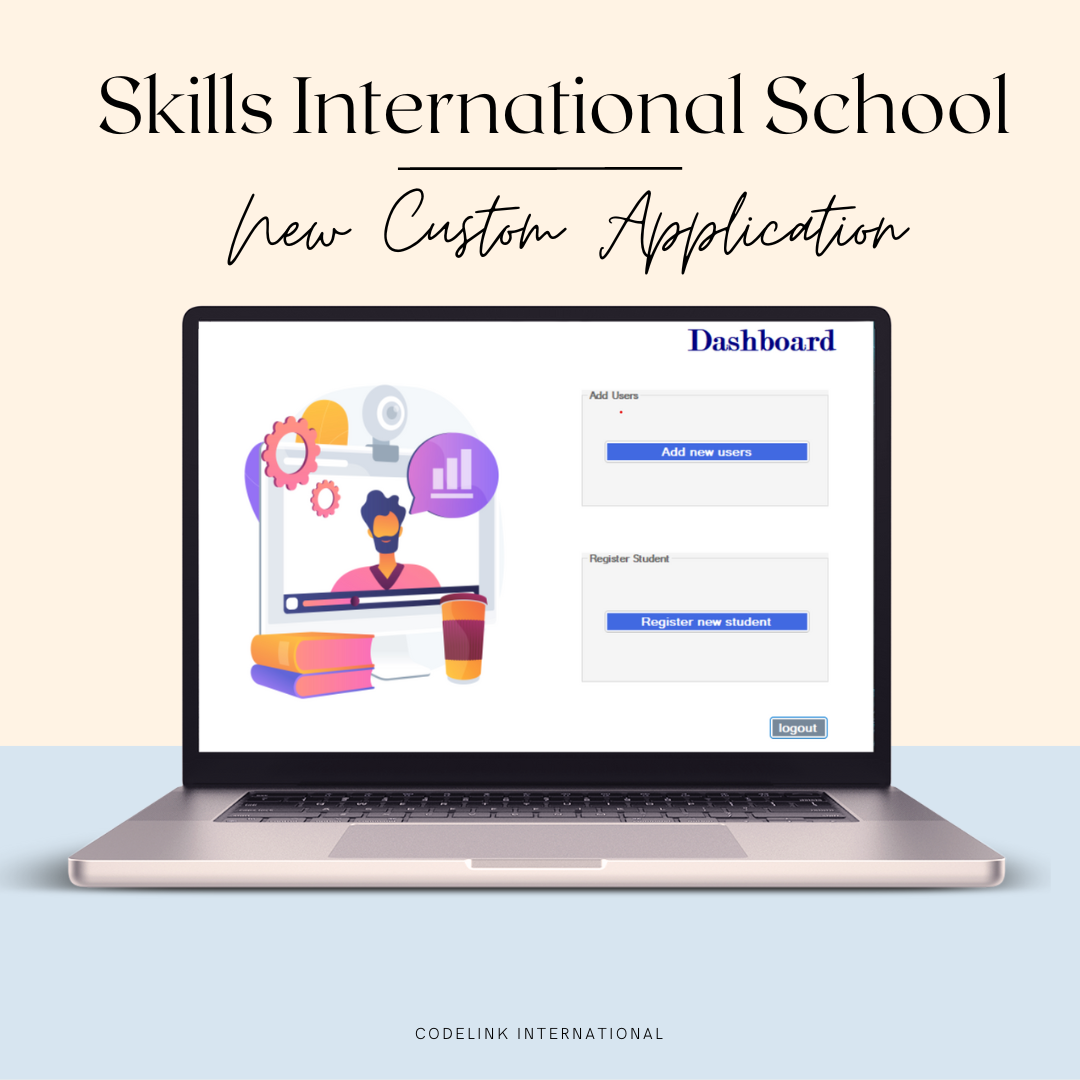 Skills International School
New Custom Application
Dashboard
Add Users
Add new users
Register Student
Register new student
logout
CODELINK INTERNATIONAL